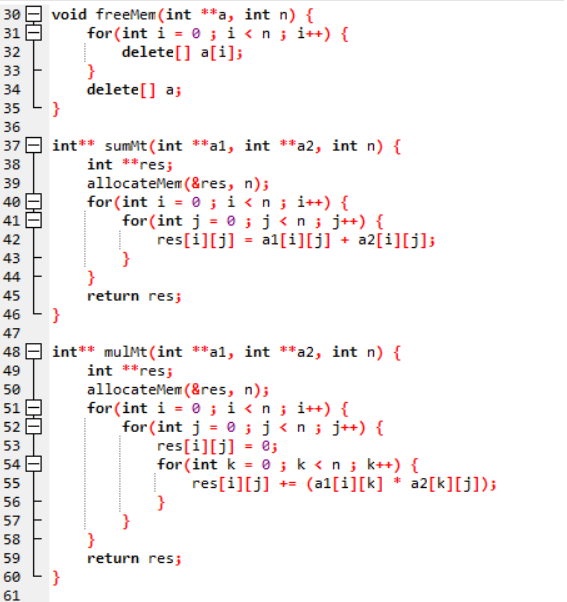 30 void freeMem(int **a, int n) {
31     for(int i = 0 ; i < n ; i++) {
32         delete[] a[i];
33     }
34     delete[] a;
35 }
36
37 int** sumMt(int **a1, int **a2, int n) {
38     int **res;
39     allocateMem(&res, n);
40     for(int i = 0 ; i < n ; i++) {
41         for(int j = 0 ; j < n ; j++) {
42             res[i][j] = a1[i][j] + a2[i][j];
43         }
44     }
45     return res;
46 }
47
48 int** mulMt(int **a1, int **a2, int n) {
49     int **res;
50     allocateMem(&res, n);
51     for(int i = 0 ; i < n ; i++) {
52         for(int j = 0 ; j < n ; j++) {
53             res[i][j] = 0;
54             for(int k = 0 ; k < n ; k++) {
55                 res[i][j] += (a1[i][k] * a2[k][j]);
56             }
57         }
58     }
59     return res;
60 }
61